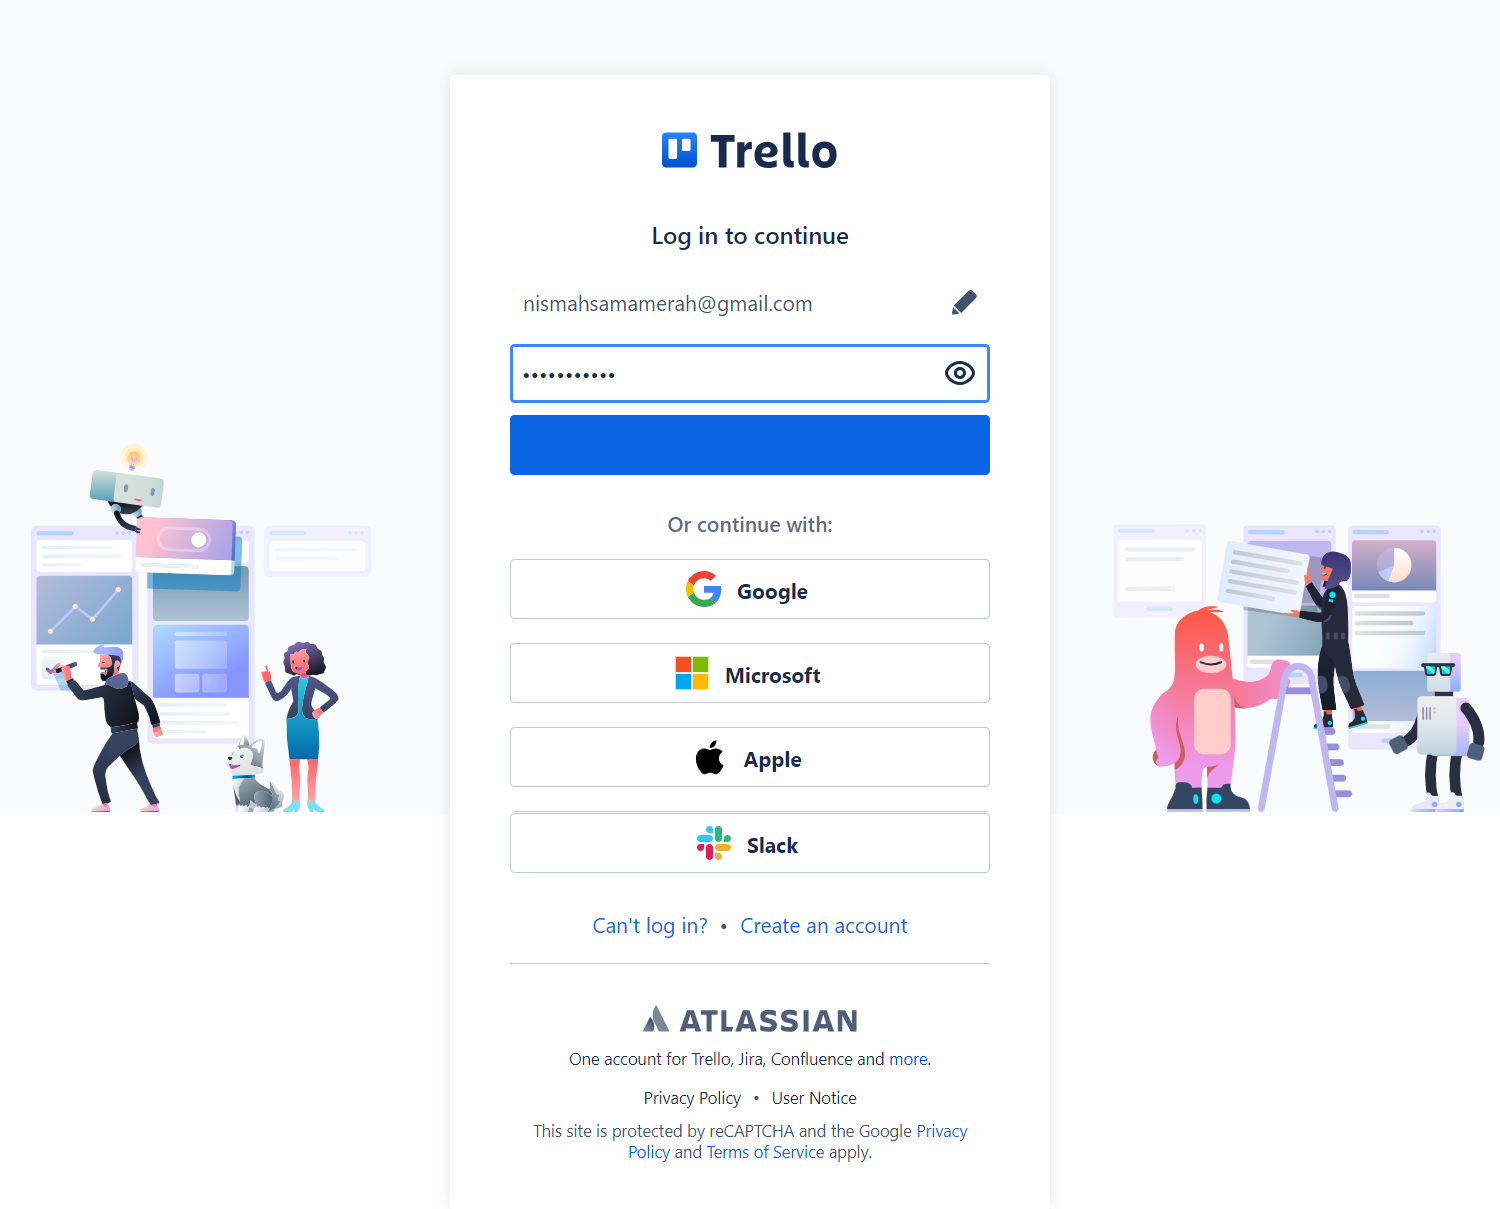 Trello
Log in to continue
nismahsamamerah@gmail.com
•••••••••••
Or continue with:
Google
Microsoft
Apple
Slack
Can't log in? • Create an account
ATLASSIAN
One account for Trello, Jira, Confluence and more.
Privacy Policy • User Notice
This site is protected by reCAPTCHA and the Google Privacy
Policy and Terms of Service apply.